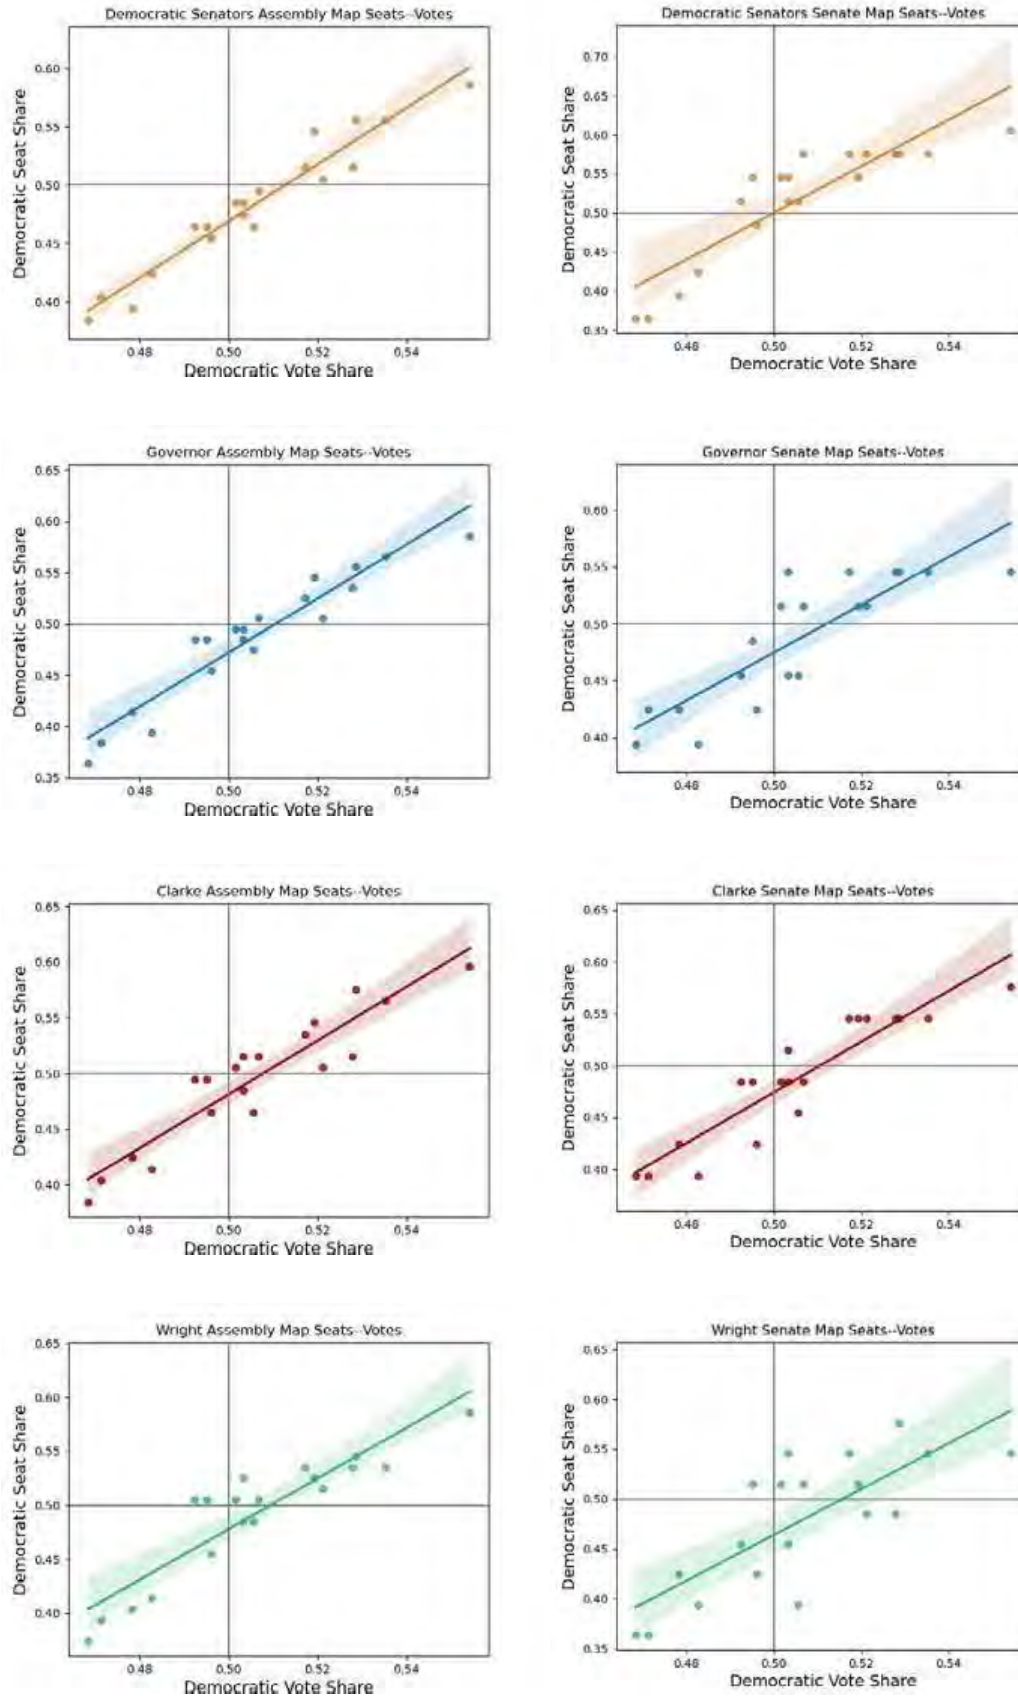 Democratic Senators Assembly Map Seats--Votes
Democratic Seat Share
0.60
0.55
0.50
0.45
0.40
0.48 0.50 0.52 0.54
Democratic Vote Share
Democratic Senators Senate Map Seats--Votes
Democratic Seat Share
0.70
0.65
0.60
0.55
0.50
0.45
0.40
0.35
0.48 0.50 0.52 0.54
Democratic Vote Share
Governor Assembly Map Seats--Votes
Democratic Seat Share
0.65
0.60
0.55
0.50
0.45
0.40
0.35
0.48 0.50 0.52 0.54
Democratic Vote Share
Governor Senate Map Seats--Votes
Democratic Seat Share
0.60
0.55
0.50
0.45
0.40
0.48 0.50 0.52 0.54
Democratic Vote Share
Clarke Assembly Map Seats--Votes
Democratic Seat Share
0.65
0.60
0.55
0.50
0.45
0.40
0.48 0.50 0.52 0.54
Democratic Vote Share
Clarke Senate Map Seats--Votes
Democratic Seat Share
0.65
0.60
0.55
0.50
0.45
0.40
0.48 0.50 0.52 0.54
Democratic Vote Share
Wright Assembly Map Seats--Votes
Democratic Seat Share
0.65
0.60
0.55
0.50
0.45
0.40
0.48 0.50 0.52 0.54
Democratic Vote Share
Wright Senate Map Seats--Votes
Democratic Seat Share
0.65
0.60
0.55
0.50
0.45
0.40
0.35
0.48 0.50 0.52 0.54
Democratic Vote Share